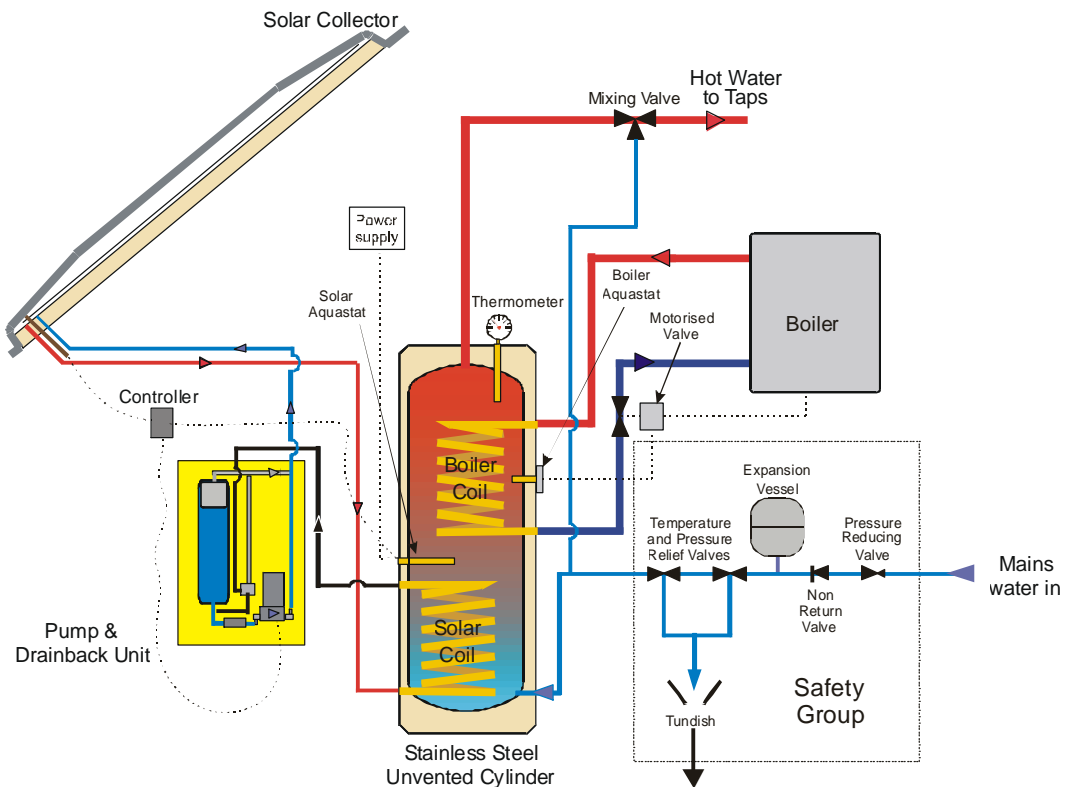 Solar Collector
Hot Water
to Taps
Mixing Valve
Power
supply
Boiler
Aquastat
Solar
Aquastat
Thermometer
Motorised
Valve
Boiler
Controller
Boiler
Coil
Expansion
Vessel
Temperature
and Pressure
Relief Valves
Pressure
Reducing
Valve
Mains
water in
Non
Return
Valve
Pump &
Drainback Unit
Solar
Coil
Safety
Group
Tundish
Stainless Steel
Unvented Cylinder